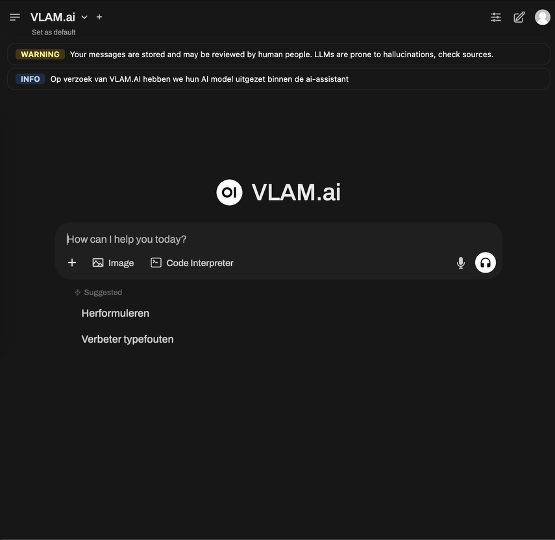 VLAM.ai
Set as default
WARNING Your messages are stored and may be reviewed by human people. LLMs are prone to hallucinations, check sources.
INFO Op verzoek van VLAM.AI hebben we hun AI model uitgezet binnen de ai-assistant
OI VLAM.ai
How can I help you today?
Image Code Interpreter
Suggested
Herformuleren
Verbeter typefouten